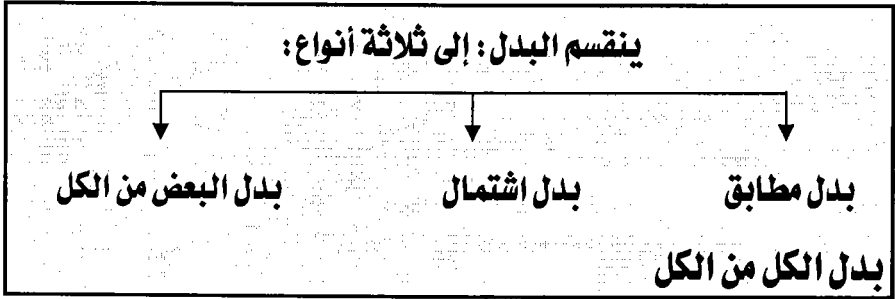 ينقسم البدل: إلى ثلاثة أنواع:
بدل مطابق بدل اشتمال بدل البعض من الكل
بدل الكل من الكل